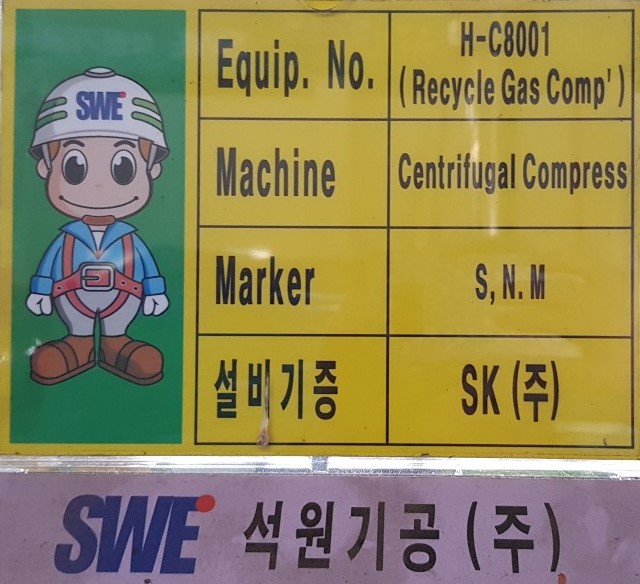 SWE
Equip. No.
H-C8001
(Recycle Gas Comp')
Machine
Centrifugal Compress
Marker
S, N. M
설비기증
SK (주)
SWE 석원기공 (주)